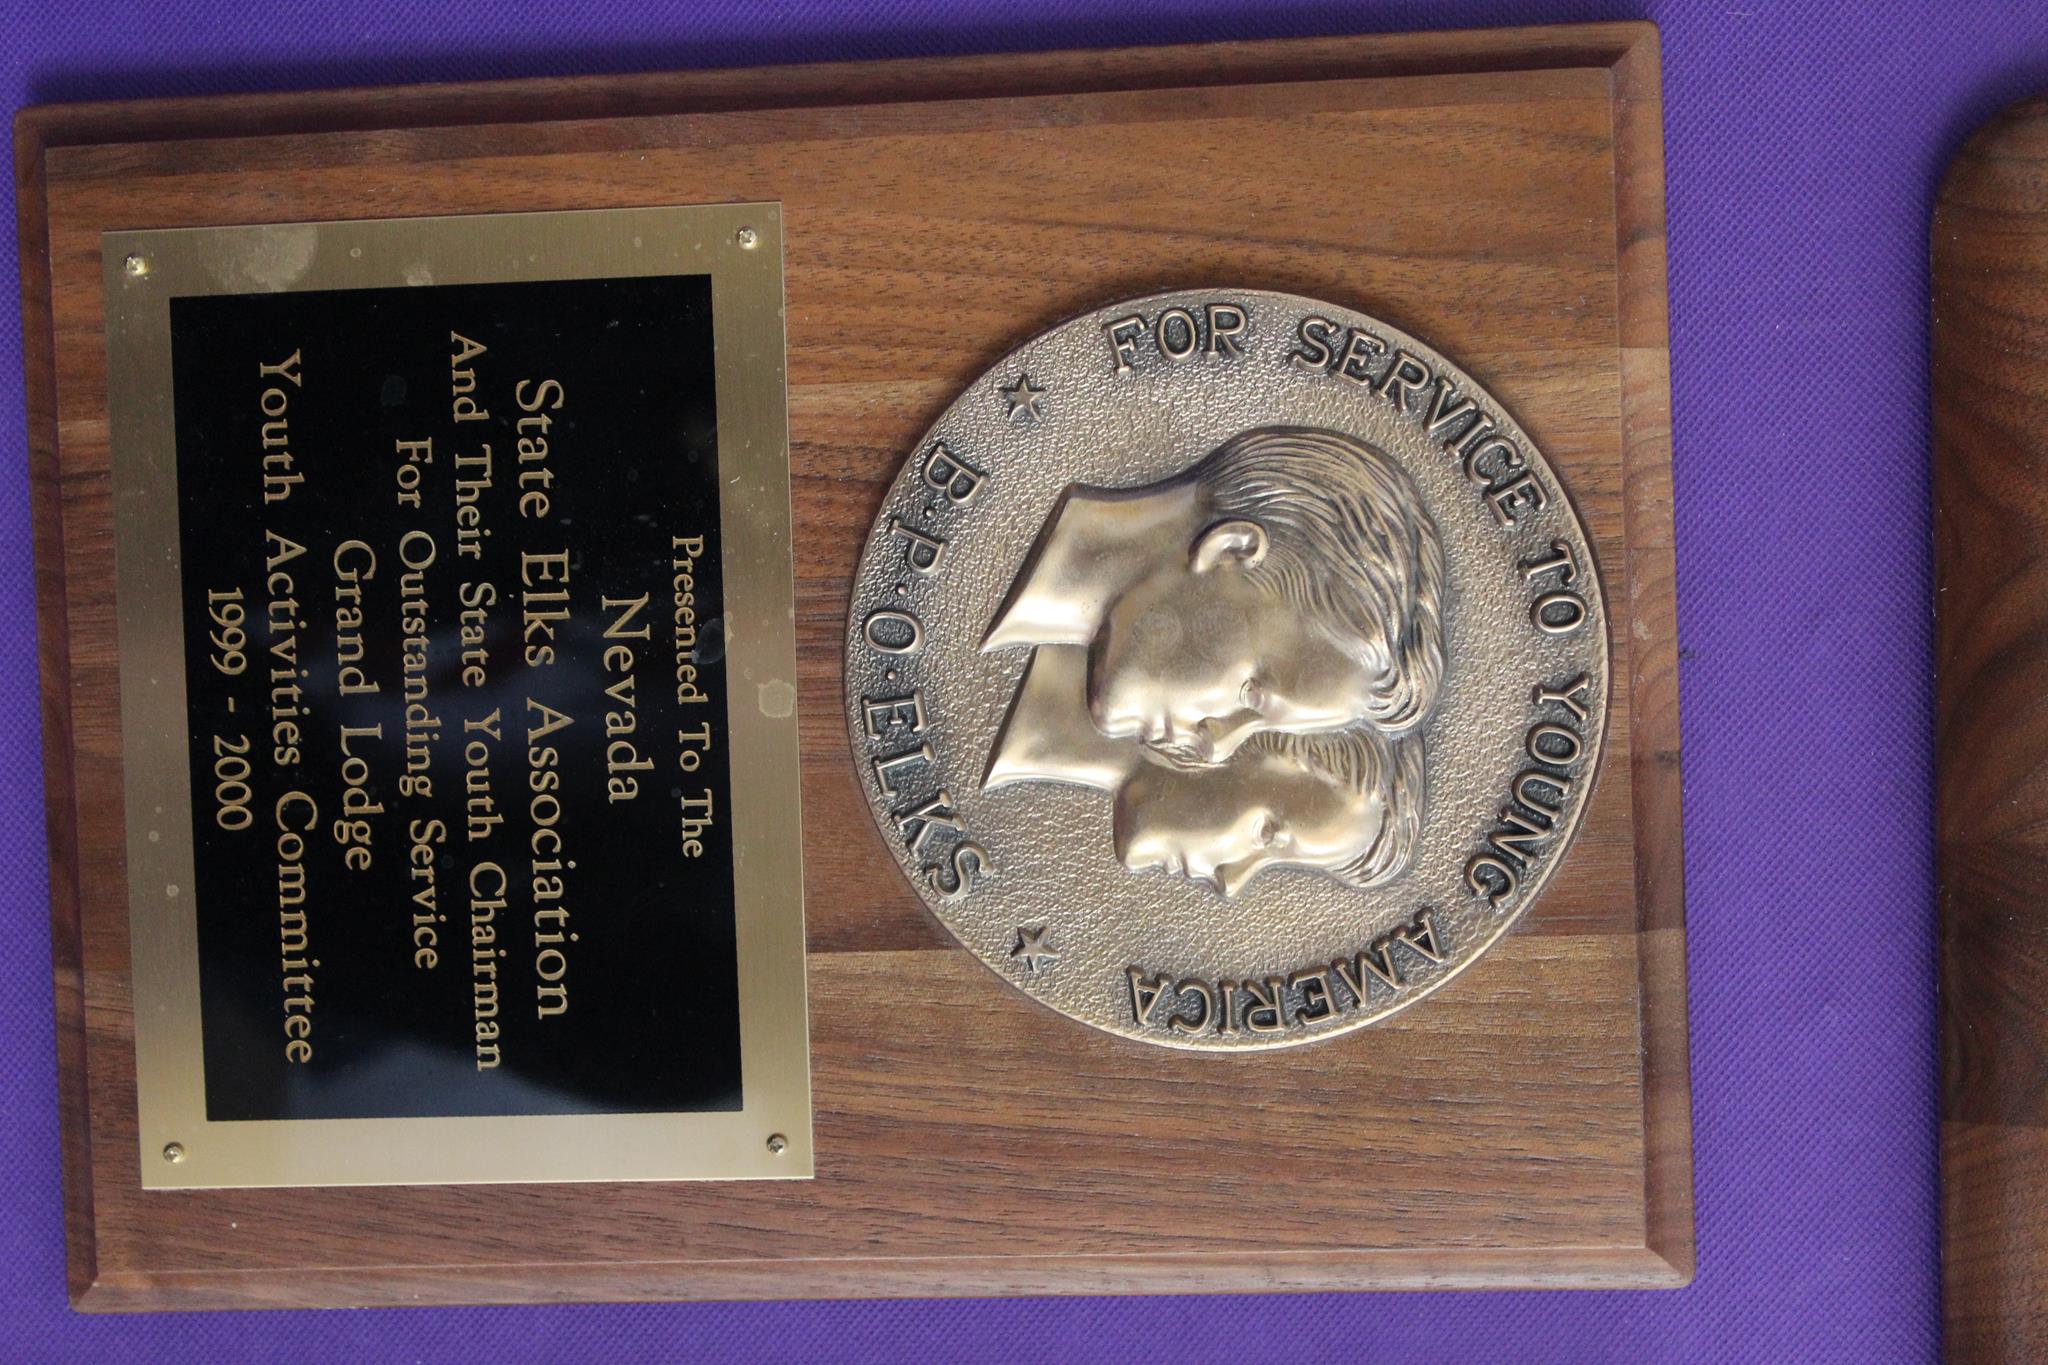 FOR SERVICE TO YOUNG AMERICA
B·P·O·ELKS
Presented To The
Nevada
State Elks Association
And Their State Youth Chairman
For Outstanding Service
Grand Lodge
Youth Activities Committee
1999 - 2000